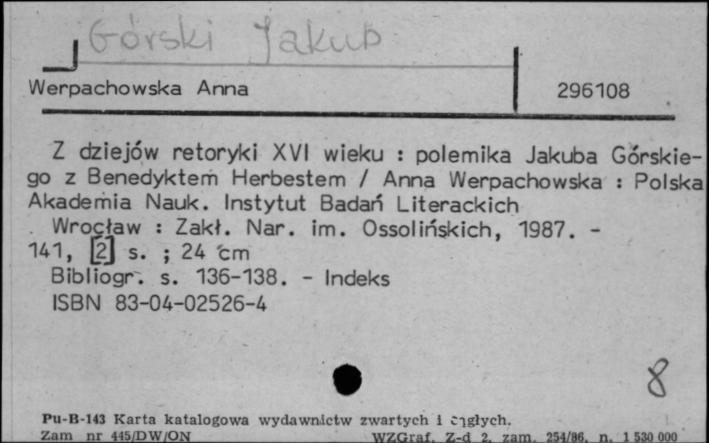 Górski Jakub
Werpachowska Anna 296108
Z dziejów retoryki XVI wieku : polemika Jakuba Górskie-
go z Benedyktem Herbestem / Anna Werpachowska : Polska
Akademia Nauk. Instytut Badań Literackich
Wrocław : Zakł. Nar. im. Ossolińskich, 1987. -
141, [2] s. ; 24 cm
Bibliogr. s. 136-138. - Indeks
ISBN 83-04-02526-4
8
Pu-B-143 Karta katalogowa wydawnictw zwartych i ciągłych.
Zam nr 445/DW/ON WZGraf. Z-d 2. zam. 254/86. n. 1 530 000